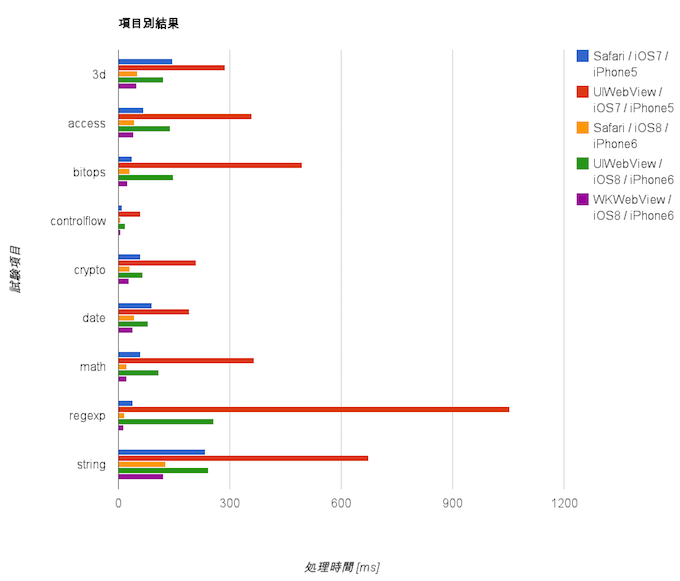 項目別結果
3d
access
bitops
controlflow
crypto
date
math
regexp
string
試験項目
0 300 600 900 1200
処理時間 [ms]
Safari / iOS7 /
iPhone5
UIWebView /
iOS7 / iPhone5
Safari / iOS8 /
iPhone6
UIWebView /
iOS8 / iPhone6
WKWebView /
iOS8 / iPhone6